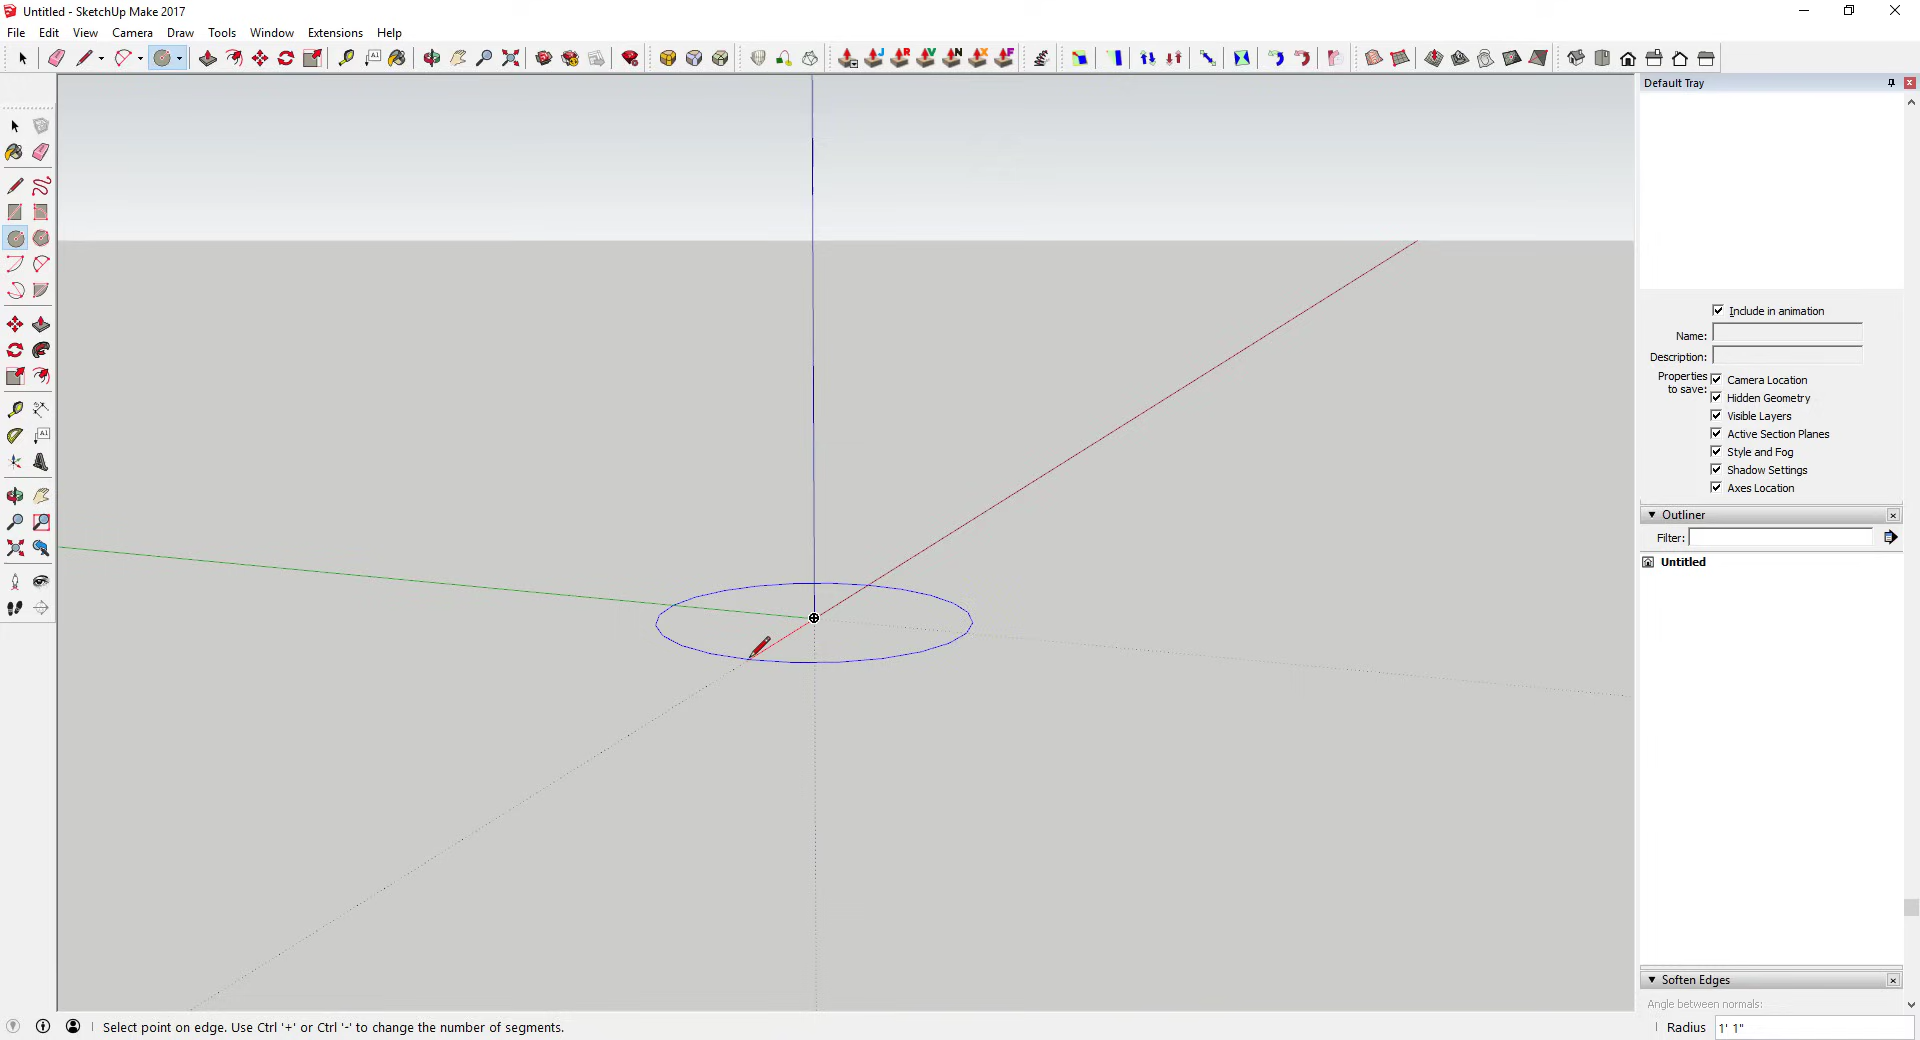 Untitled - SketchUp Make 2017
File Edit View Camera Draw Tools Window Extensions Help
J R V N X F
Default Tray
A1
Include in animation
Name:
Description:
Properties to save:
Camera Location
Hidden Geometry
Visible Layers
Active Section Planes
Style and Fog
Shadow Settings
Axes Location
A1
Outliner
Filter:
Untitled
Soften Edges
Angle between normals:
Select point on edge. Use Ctrl '+' or Ctrl '-' to change the number of segments.
Radius 1' 1"